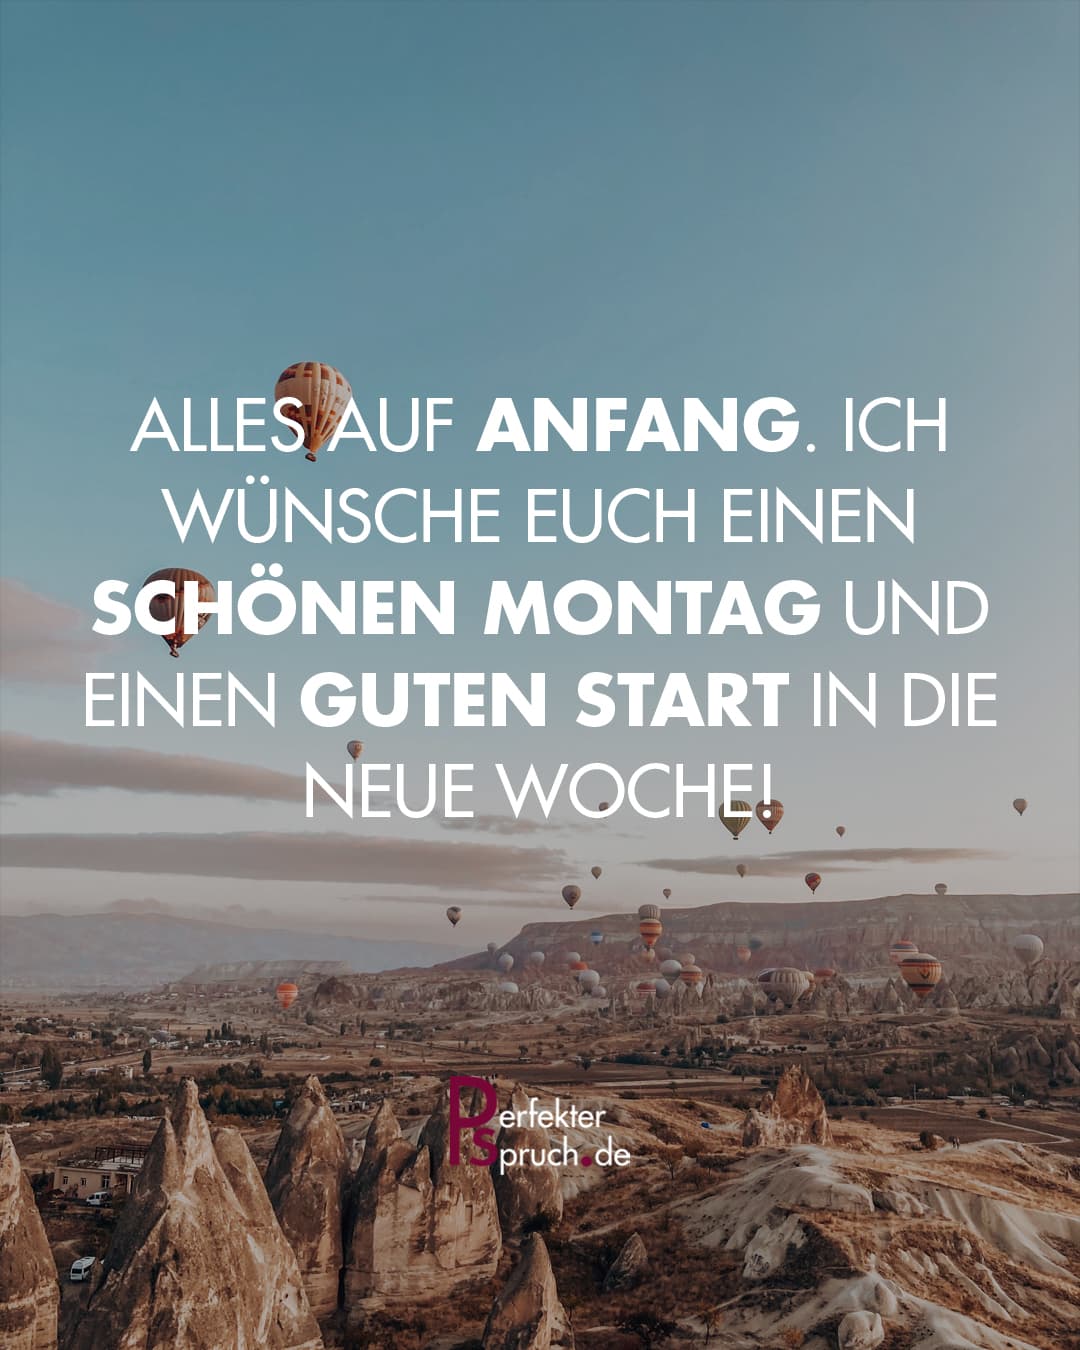 ALLES AUF ANFANG. ICH
WÜNSCHE EUCH EINEN
SCHÖNEN MONTAG UND
EINEN GUTEN START IN DIE
NEUE WOCHE!
Perfekter
Spruch.de